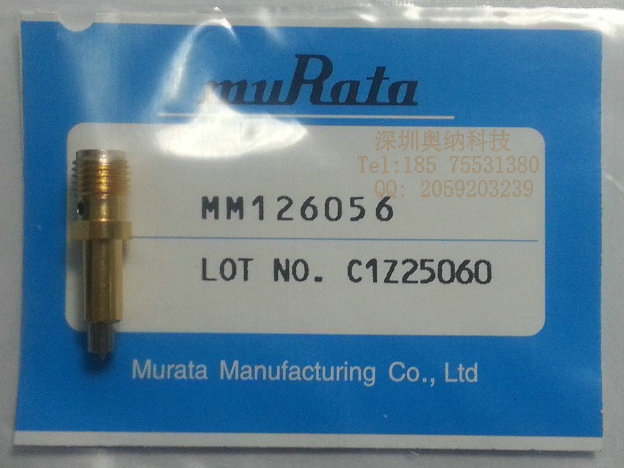 muRata
深圳奥纳科技
Tel:185 75531380
QQ: 2059203239
MM126056
LOT NO. C1Z25060
Murata Manufacturing Co., Ltd